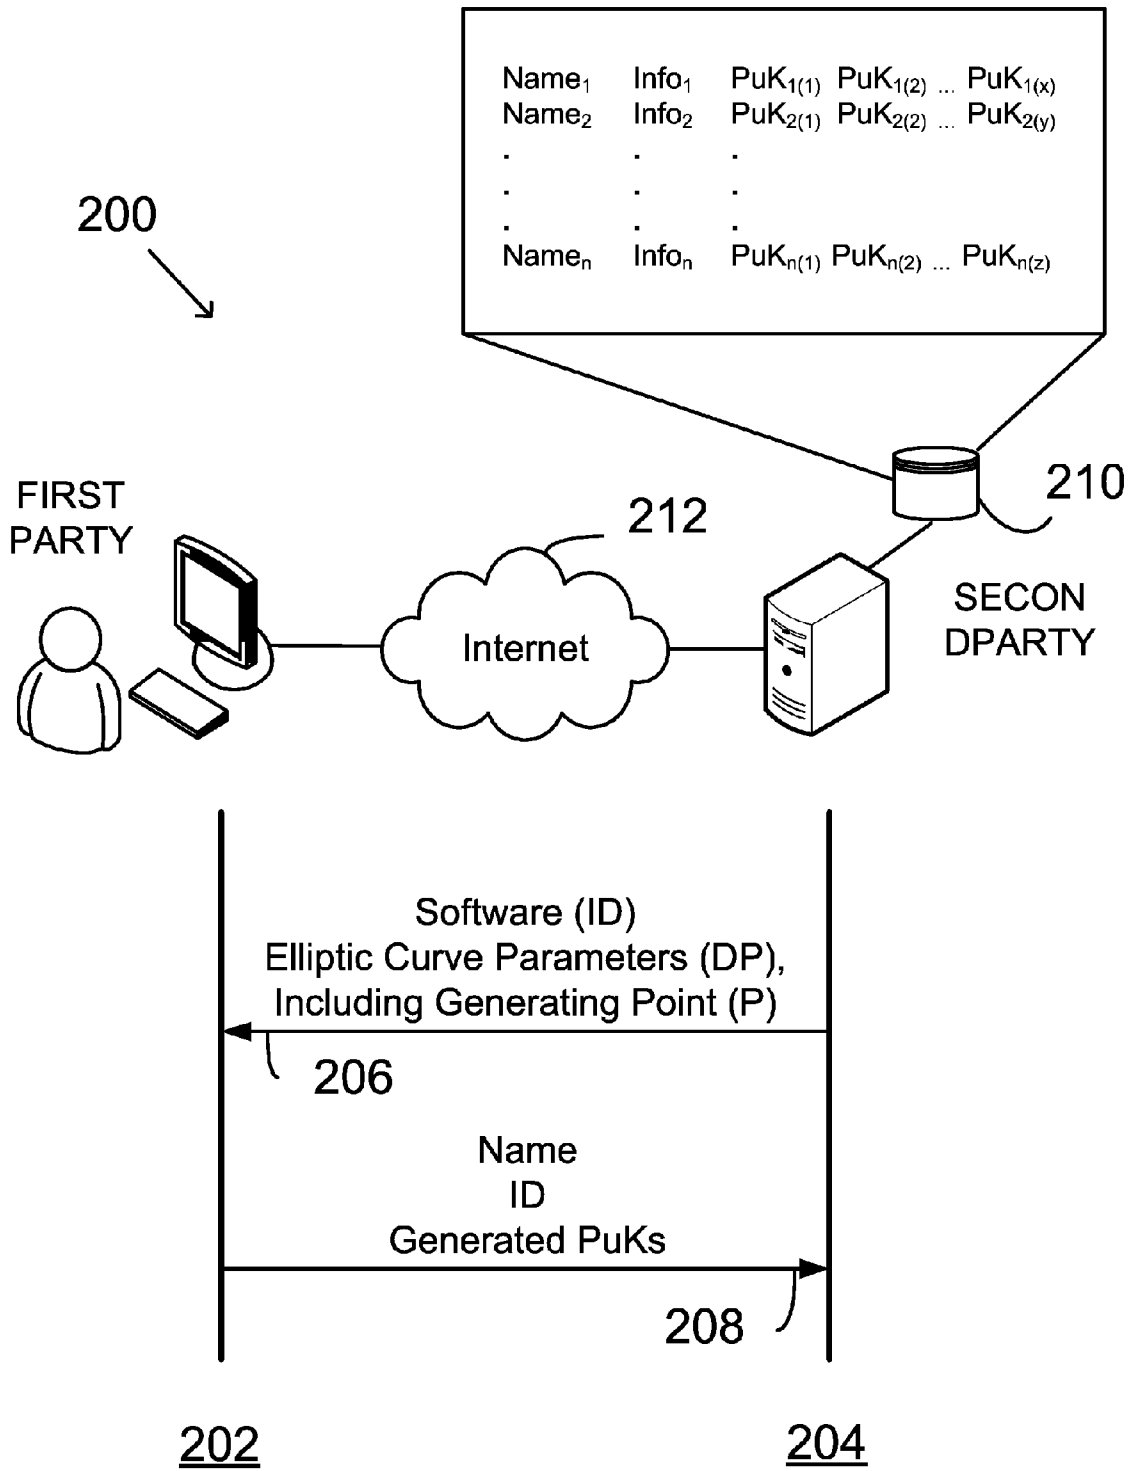 Name1 Info1 PuK1(1) PuK1(2) ... PuK1(x)
Name2 Info2 PuK2(1) PuK2(2) ... PuK2(y)
. . .
. . .
. . .
Namen Infon PuKn(1) PuKn(2) ... PuKn(z)
200
210
FIRST
PARTY
212
Internet
SECON
DPARTY
Software (ID)
Elliptic Curve Parameters (DP),
Including Generating Point (P)
206
Name
ID
Generated PuKs
208
202
204